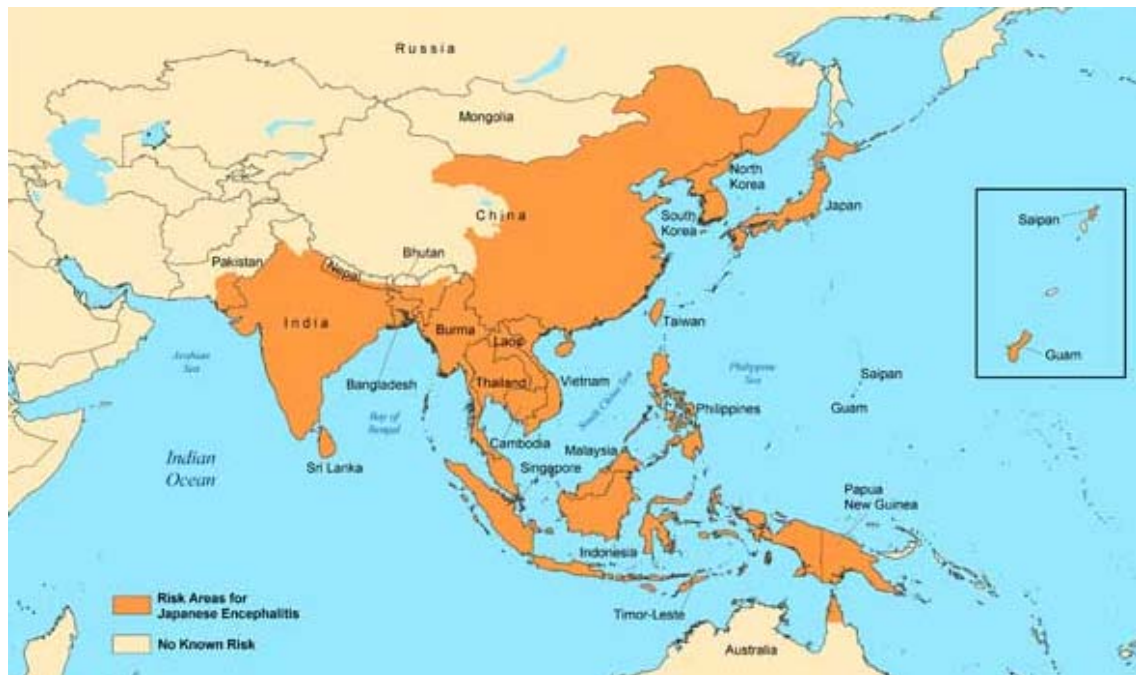 Russia
Mongolia
North
Korea
China
South
Korea
Japan
Saipan
Bhutan
Pakistan
Nepal
India
Burma
Taiwan
Guam
Arabian
Sea
Bangladesh
Thailand
Vietnam
South China Sea
Philippine
Sea
Saipan
Guam
Bay of
Bengal
Philippines
Cambodia
Malaysia
Singapore
Indian
Ocean
Sri Lanka
Papua
New Guinea
Indonesia
Risk Areas for
Japanese Encephalitis
Timor-Leste
No Known Risk
Australia